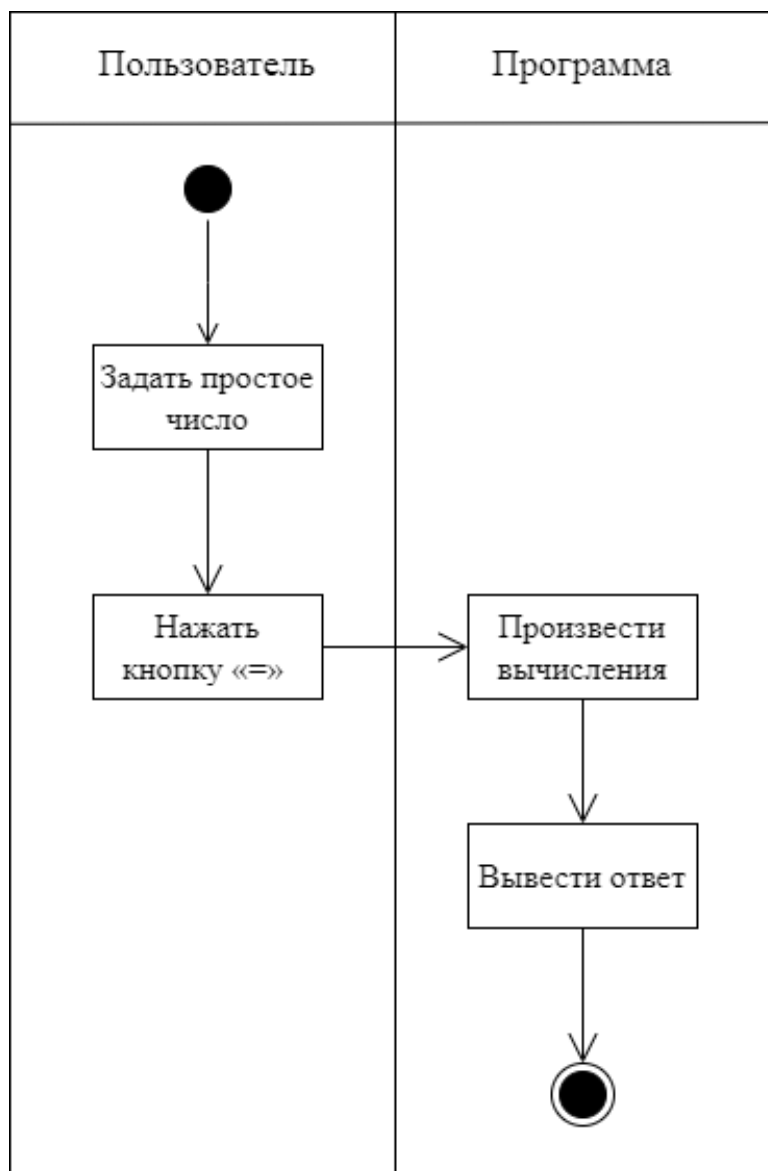 Пользователь
Программа
Задать простое
число
Нажать
кнопку «=»
Произвести
вычисления
Вывести ответ